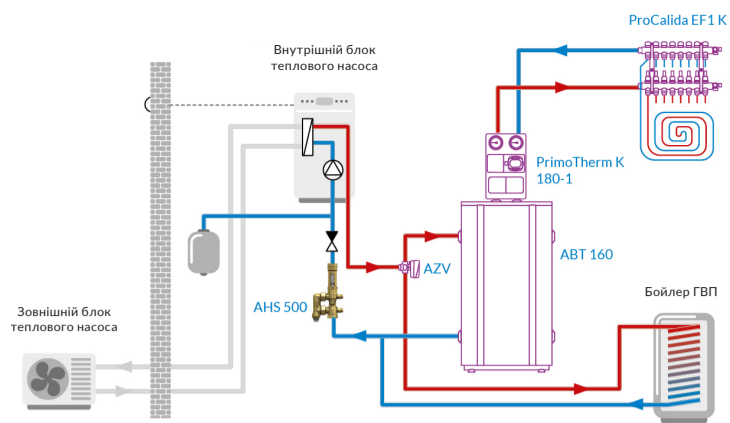 ProCalida EF1 K
Внутрішній блок
теплового насоса
PrimoTherm K
180-1
ABT 160
AZV
AHS 500
Бойлер ГВП
Зовнішній блок
теплового насоса